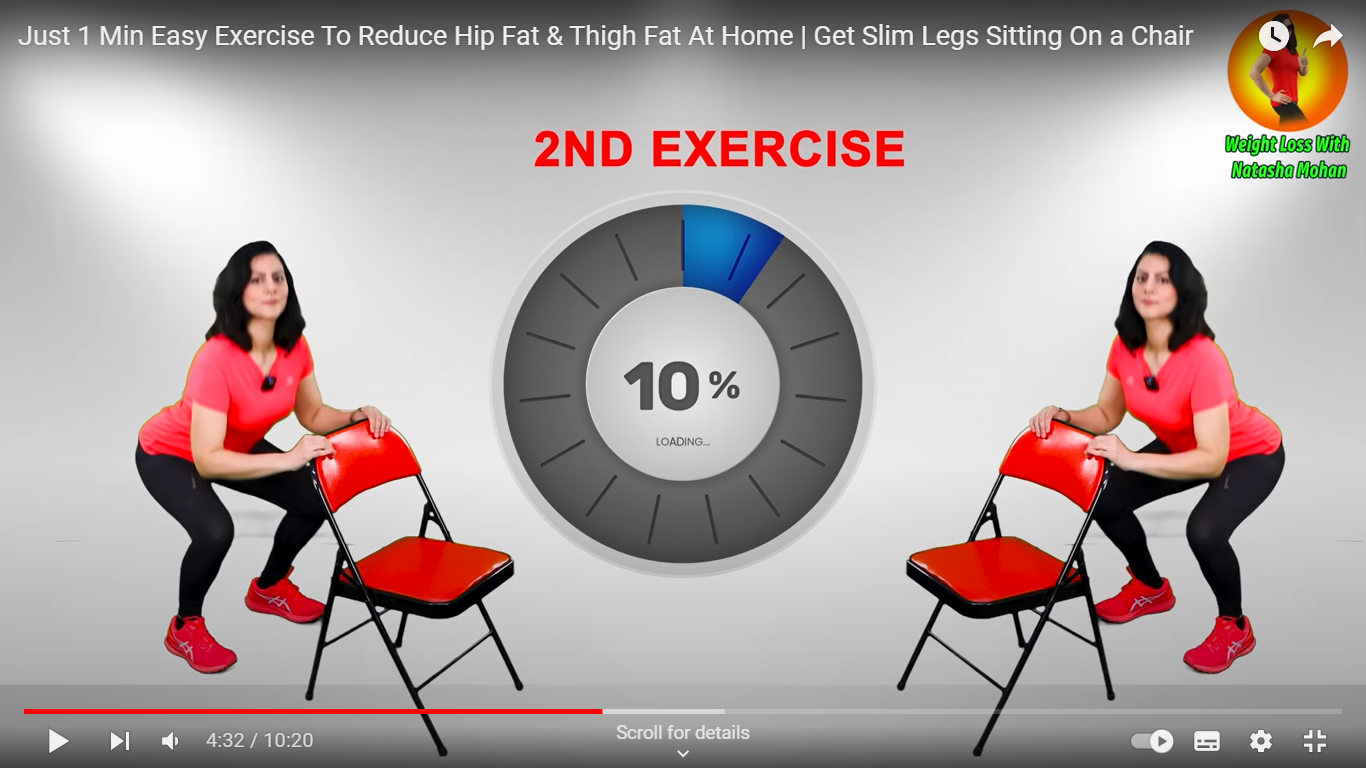 Just 1 Min Easy Exercise To Reduce Hip Fat & Thigh Fat At Home | Get Slim Legs Sitting On a Chair
Weight Loss With
Natasha Mohan
2ND EXERCISE
10%
LOADING...
Scroll for details
4:32 / 10:20